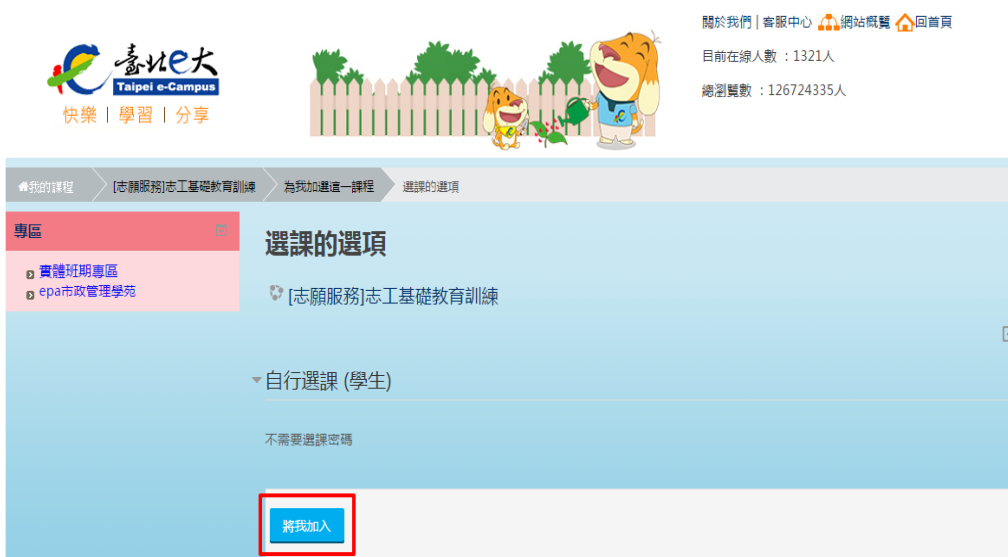 關於我們 | 客服中心 網站概覽 回首頁
臺北e大
Taipei e-Campus
快樂 | 學習 | 分享
目前在線人數 ：1321人
總瀏覽數 ：126724335人
我的課程 [志願服務]志工基礎教育訓練 為我加選這一課程 選課的選項
專區
實體班期專區
epa市政管理學苑
選課的選項
[志願服務]志工基礎教育訓練
自行選課 (學生)
不需要選課密碼
將我加入